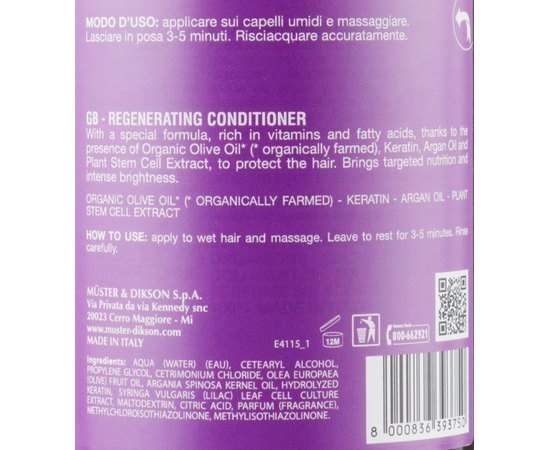 MODO D'USO: applicare sui capelli umidi e massaggiare.
Lasciare in posa 3-5 minuti. Risciacquare accuratamente.
GB - REGENERATING CONDITIONER
With a special formula, rich in vitamins and fatty acids, thanks to the
presence of Organic Olive Oil* (* organically farmed), Keratin, Argan Oil and
Plant Stem Cell Extract, to protect the hair. Brings targeted nutrition and
intense brightness.
ORGANIC OLIVE OIL* (* ORGANICALLY FARMED) - KERATIN - ARGAN OIL - PLANT
STEM CELL EXTRACT
HOW TO USE: apply to wet hair and massage. Leave to rest for 3-5 minutes. Rinse
carefully.
MÜSTER & DIKSON S.p.A.
Via Privata da via Kennedy snc
20023 Cerro Maggiore - Mi
www.muster-dikson.com
MADE IN ITALY
E4115_1
12M
800-662921
Ingredients: AQUA (WATER) (EAU), CETEARYL ALCOHOL,
PROPYLENE GLYCOL, CETRIMONIUM CHLORIDE, OLEA EUROPAEA
(OLIVE) FRUIT OIL, ARGANIA SPINOSA KERNEL OIL, HYDROLYZED
KERATIN, SYRINGA VULGARIS (LILAC) LEAF CELL CULTURE
EXTRACT, MALTODEXTRIN, CITRIC ACID, PARFUM (FRAGRANCE),
METHYLCHLOROISOTHIAZOLINONE, METHYLISOTHIAZOLINONE.
8 000836 393750